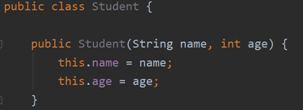 public class Student {
public Student(String name, int age) {
this.name = name;
this.age = age;
}